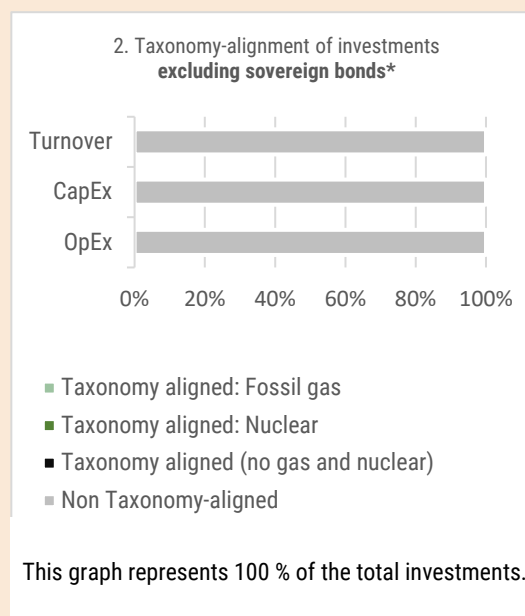 2. Taxonomy-alignment of investments
excluding sovereign bonds*
Turnover
CapEx
OpEx
0% 20% 40% 60% 80% 100%
Taxonomy aligned: Fossil gas
Taxonomy aligned: Nuclear
Taxonomy aligned (no gas and nuclear)
Non Taxonomy-aligned
This graph represents 100 % of the total investments.